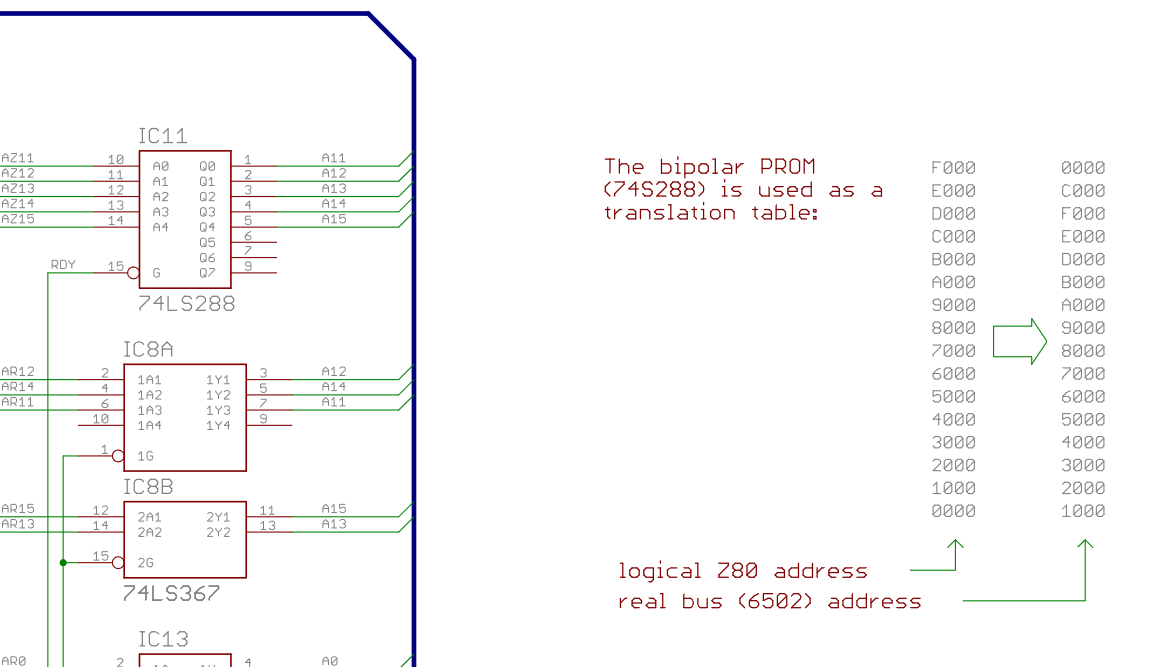 IC11
AZ11 10 A0 Q0 1 A11
AZ12 11 A1 Q1 2 A12
AZ13 12 A2 Q2 3 A13
AZ14 13 A3 Q3 4 A14
AZ15 14 A4 Q4 5 A15
Q5 6
Q6 7
RDY 15 G Q7 9
74LS288
IC8A
AR12 2 1A1 1Y1 3 A12
AR14 4 1A2 1Y2 5 A14
AR11 6 1A3 1Y3 7 A11
10 1A4 1Y4 9
1 1G
IC8B
AR15 12 2A1 2Y1 11 A15
AR13 14 2A2 2Y2 13 A13
15 2G
74LS367
IC13
AR0 2 4 A0
The bipolar PROM
(74S288) is used as a
translation table:
F000 0000
E000 C000
D000 F000
C000 E000
B000 D000
A000 B000
9000 A000
8000 9000
7000 8000
6000 7000
5000 6000
4000 5000
3000 4000
2000 3000
1000 2000
0000 1000
logical Z80 address
real bus (6502) address